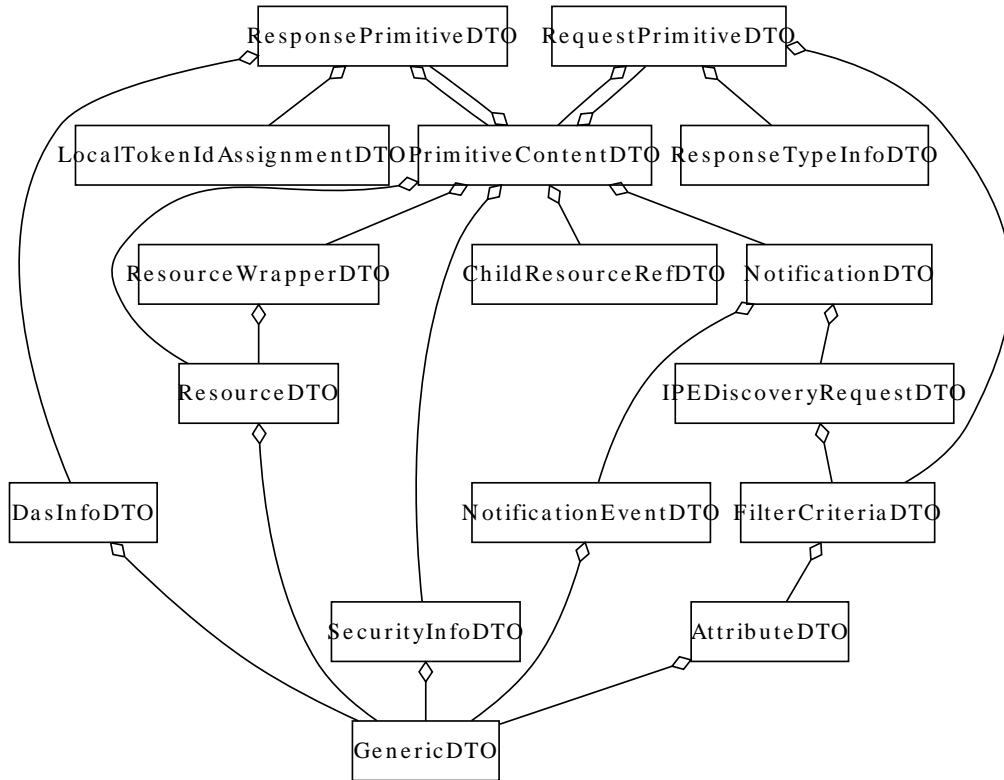 ResponsePrimitiveDTO
RequestPrimitiveDTO
LocalTokenIdAssignmentDTO
PrimitiveContentDTO
ResponseTypeInfoDTO
ResourceWrapperDTO
ChildResourceRefDTO
NotificationDTO
ResourceDTO
IPEDiscoveryRequestDTO
DasInfoDTO
NotificationEventDTO
FilterCriteriaDTO
SecurityInfoDTO
AttributeDTO
GenericDTO